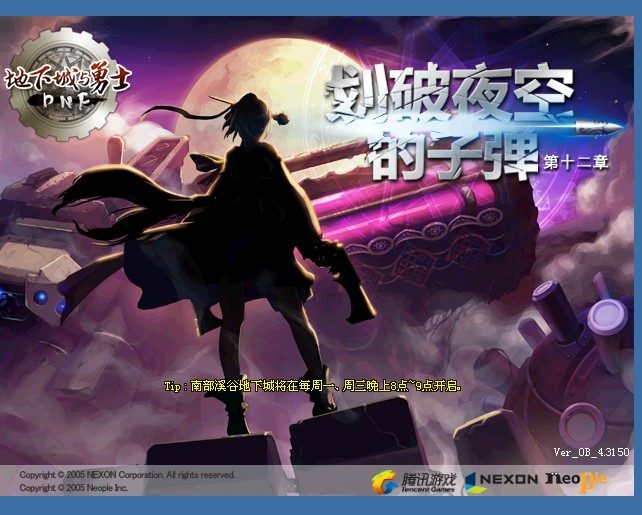 地下城与勇士
DNF
划破夜空
的子弹 第十二章
Tip：南部溪谷地下城将在每周一、周三晚上8点~9点开启。
Ver_OB_4.3150
Copyright © 2005 NEXON Corporation. All rights reserved.
Copyright © 2005 Neople Inc.
腾讯游戏
Tencent Games
NEXON
neople